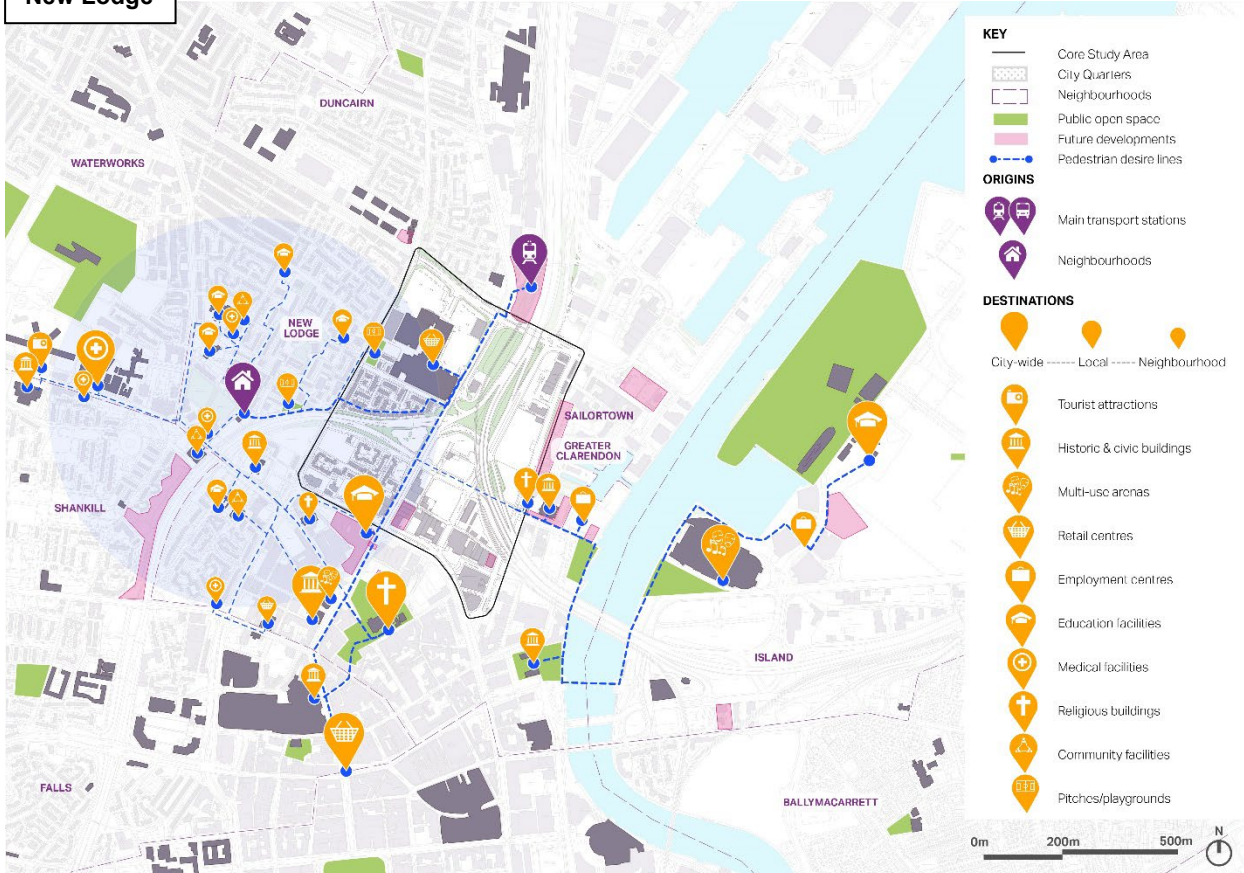 New Lodge
DUNCAIRN
WATERWORKS
NEW
LODGE
SAILORTOWN
GREATER
CLARENDON
SHANKILL
ISLAND
FALLS
BALLYMACARRETT
KEY
Core Study Area
City Quarters
Neighbourhoods
Public open space
Future developments
Pedestrian desire lines
ORIGINS
Main transport stations
Neighbourhoods
DESTINATIONS
City-wide ------ Local ---- Neighbourhood
Tourist attractions
Historic & civic buildings
Multi-use arenas
Retail centres
Employment centres
Education facilities
Medical facilities
Religious buildings
Community facilities
Pitches/playgrounds
0m 200m 500m
N